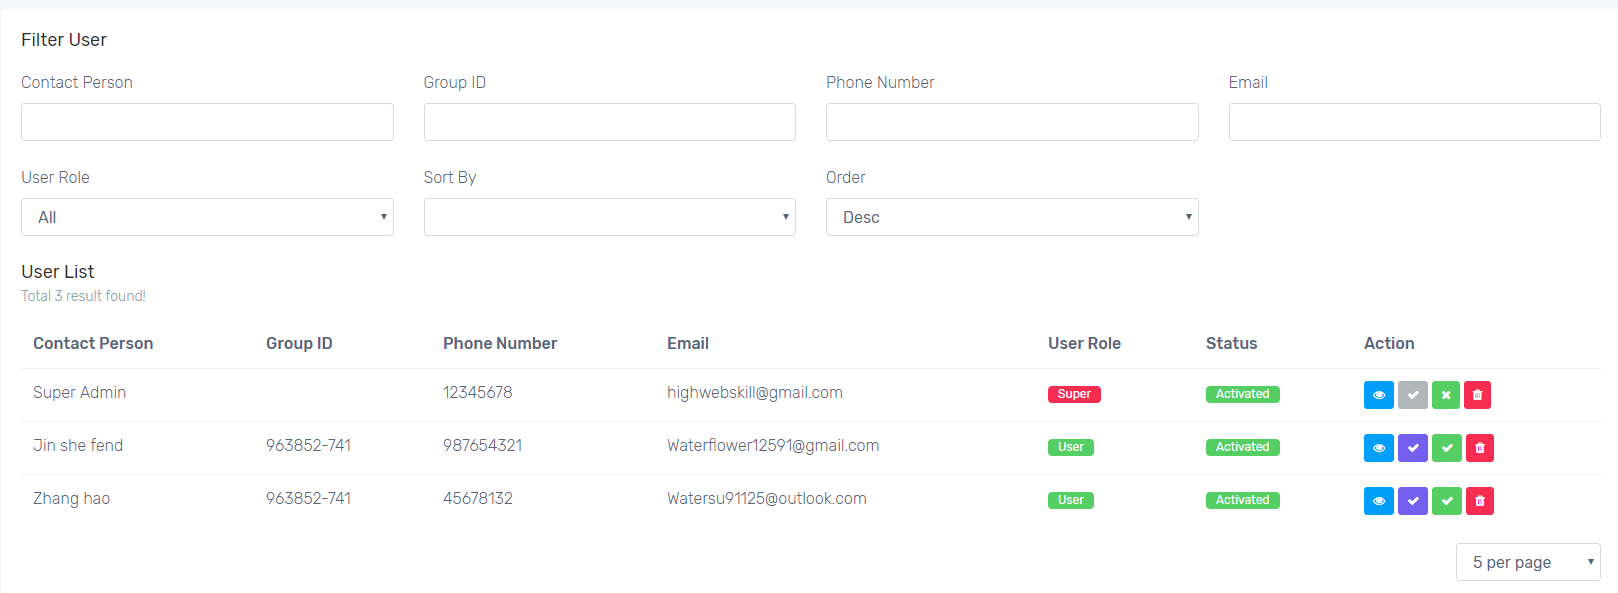 Filter User
Contact Person Group ID Phone Number Email
User Role Sort By Order
All Desc
User List
Total 3 result found!
Contact Person Group ID Phone Number Email User Role Status Action
Super Admin 12345678 highwebskill@gmail.com Super Activated
Jin she fend 963852-741 987654321 Waterflower12591@gmail.com User Activated
Zhang hao 963852-741 45678132 Watersu91125@outlook.com User Activated
5 per page